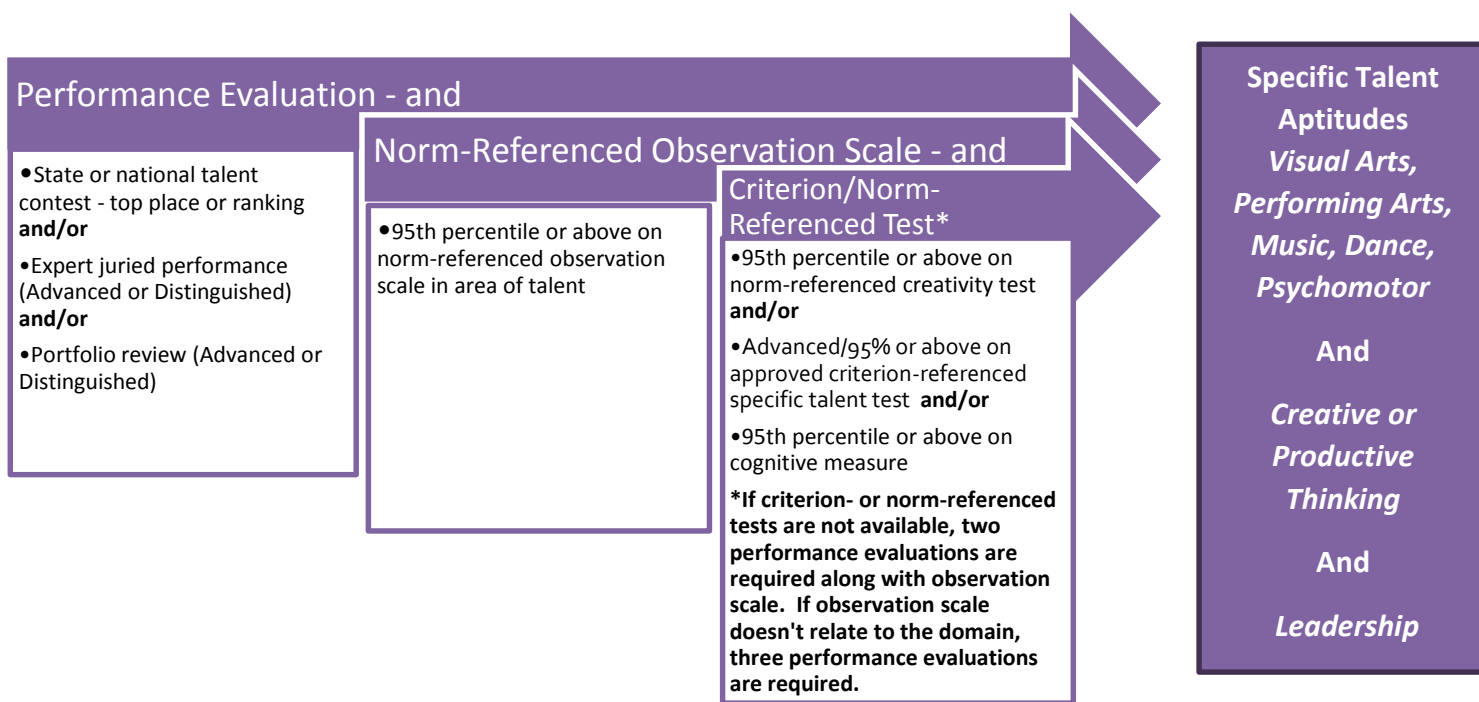 Performance Evaluation - and
•State or national talent
contest - top place or ranking
and/or
•Expert juried performance
(Advanced or Distinguished)
and/or
•Portfolio review (Advanced or
Distinguished)
Norm-Referenced Observation Scale - and
•95th percentile or above on
norm-referenced observation
scale in area of talent
Criterion/Norm-
Referenced Test*
•95th percentile or above on
norm-referenced creativity test
and/or
•Advanced/95% or above on
approved criterion-referenced
specific talent test and/or
•95th percentile or above on
cognitive measure
*If criterion- or norm-referenced
tests are not available, two
performance evaluations are
required along with observation
scale. If observation scale
doesn't relate to the domain,
three performance evaluations
are required.
Specific Talent
Aptitudes
Visual Arts,
Performing Arts,
Music, Dance,
Psychomotor
And
Creative or
Productive
Thinking
And
Leadership